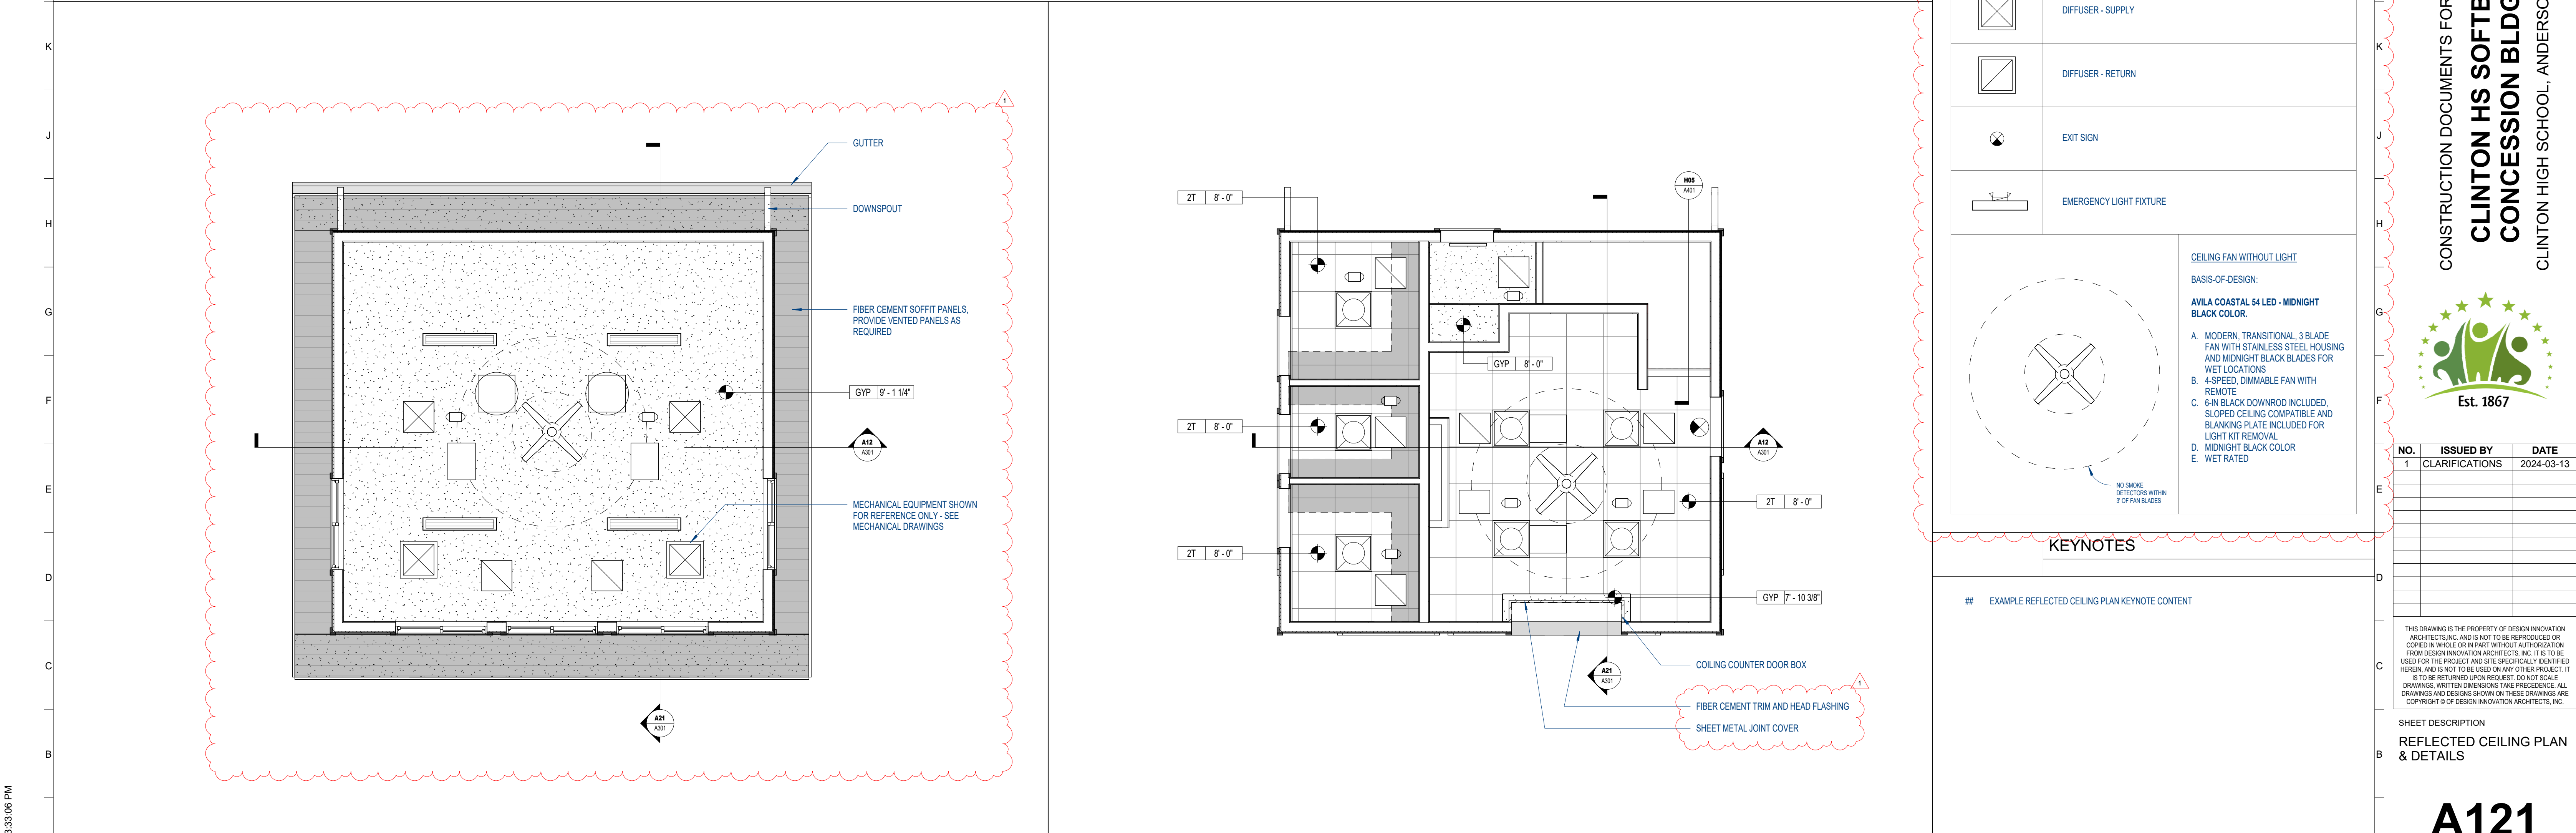 K
J
H
G
F
E
D
C
B
3:33:06 PM
1
GUTTER
DOWNSPOUT
FIBER CEMENT SOFFIT PANELS,
PROVIDE VENTED PANELS AS
REQUIRED
GYP 9' - 1 1/4"
A12
A301
MECHANICAL EQUIPMENT SHOWN
FOR REFERENCE ONLY - SEE
MECHANICAL DRAWINGS
A21
A301
2T 8' - 0"
H05
A401
GYP 8' - 0"
2T 8' - 0"
A12
A301
2T 8' - 0"
2T 8' - 0"
GYP 7' - 10 3/8"
COILING COUNTER DOOR BOX
A21
A301
1
FIBER CEMENT TRIM AND HEAD FLASHING
SHEET METAL JOINT COVER
DIFFUSER - SUPPLY
DIFFUSER - RETURN
EXIT SIGN
EMERGENCY LIGHT FIXTURE
CEILING FAN WITHOUT LIGHT
BASIS-OF-DESIGN:
AVILA COASTAL 54 LED - MIDNIGHT
BLACK COLOR.
A. MODERN, TRANSITIONAL, 3 BLADE
FAN WITH STAINLESS STEEL HOUSING
AND MIDNIGHT BLACK BLADES FOR
WET LOCATIONS
B. 4-SPEED, DIMMABLE FAN WITH
REMOTE
C. 6-IN BLACK DOWNROD INCLUDED,
SLOPED CEILING COMPATIBLE AND
BLANKING PLATE INCLUDED FOR
LIGHT KIT REMOVAL
D. MIDNIGHT BLACK COLOR
E. WET RATED
NO SMOKE
DETECTORS WITHIN
3' OF FAN BLADES
KEYNOTES
## EXAMPLE REFLECTED CEILING PLAN KEYNOTE CONTENT
K
J
H
G
F
E
D
C
B
CONSTRUCTION DOCUMENTS FOR
CLINTON HS SOFTB
CONCESSION BLDG
CLINTON HIGH SCHOOL, ANDERSO
Est. 1867
NO. ISSUED BY DATE
1 CLARIFICATIONS 2024-03-13
THIS DRAWING IS THE PROPERTY OF DESIGN INNOVATION
ARCHITECTS,INC. AND IS NOT TO BE REPRODUCED OR
COPIED IN WHOLE OR IN PART WITHOUT AUTHORIZATION
FROM DESIGN INNOVATION ARCHITECTS, INC. IT IS TO BE
USED FOR THE PROJECT AND SITE SPECIFICALLY IDENTIFIED
HEREIN, AND IS NOT TO BE USED ON ANY OTHER PROJECT. IT
IS TO BE RETURNED UPON REQUEST. DO NOT SCALE
DRAWINGS, WRITTEN DIMENSIONS TAKE PRECEDENCE. ALL
DRAWINGS AND DESIGNS SHOWN ON THESE DRAWINGS ARE
COPYRIGHT © OF DESIGN INNOVATION ARCHITECTS, INC.
SHEET DESCRIPTION
REFLECTED CEILING PLAN
& DETAILS
A121